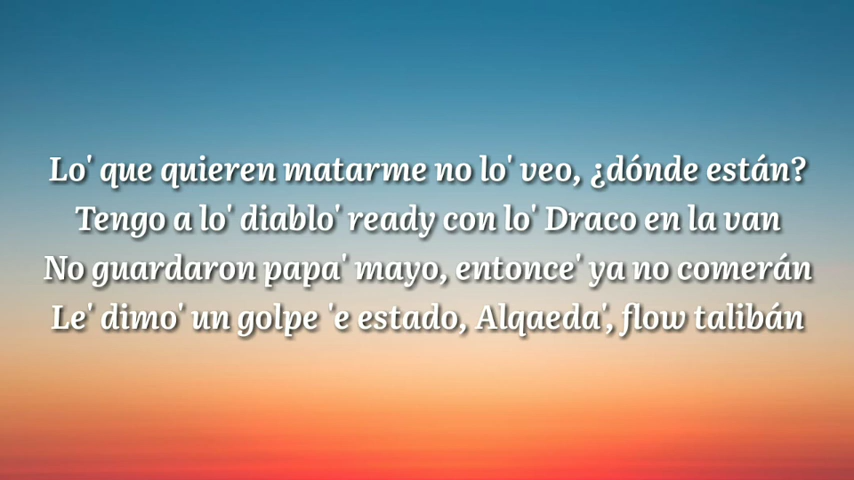 Lo' que quieren matarme no lo' veo, ¿dónde están?
Tengo a lo' diablo' ready con lo' Draco en la van
No guardaron papa' mayo, entonce' ya no comerán
Le' dimo' un golpe 'e estado, Alqaeda', flow talibán